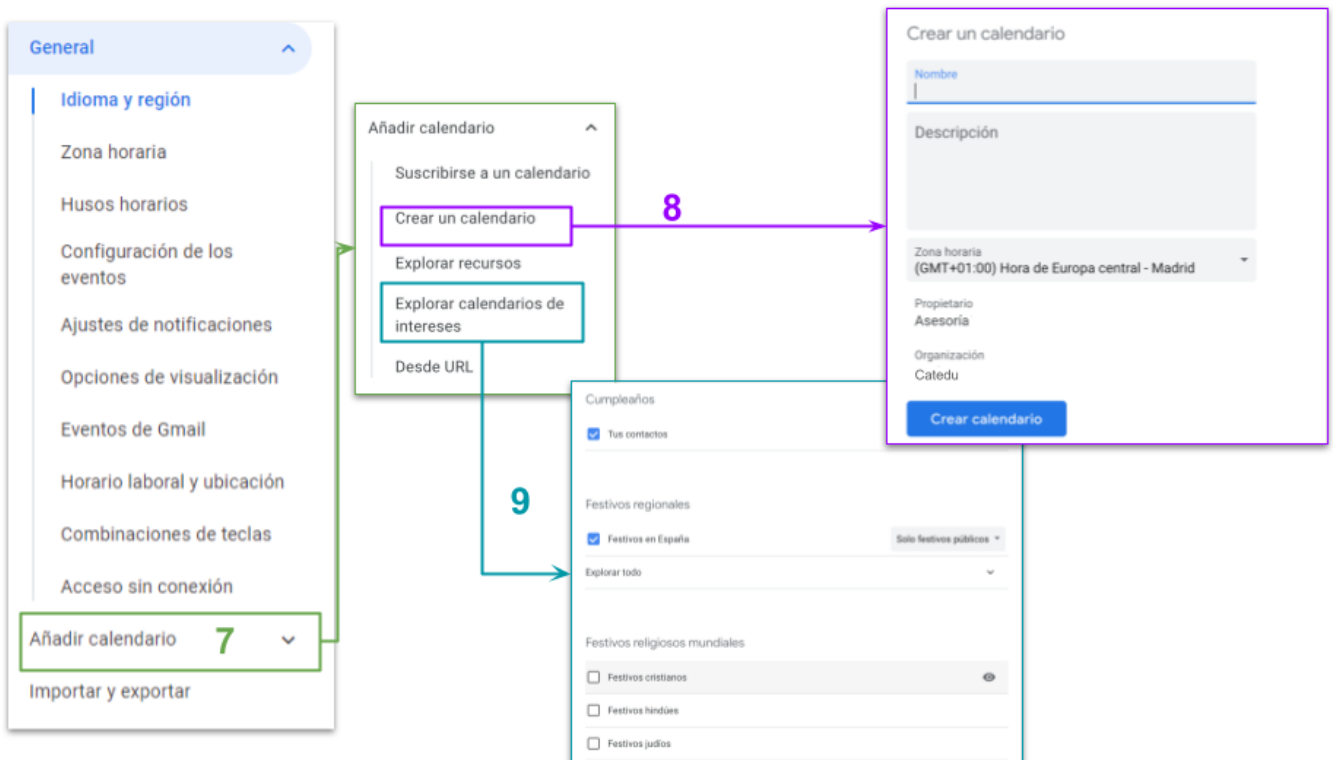 General
Idioma y región
Zona horaria
Husos horarios
Configuración de los
eventos
Ajustes de notificaciones
Opciones de visualización
Eventos de Gmail
Horario laboral y ubicación
Combinaciones de teclas
Acceso sin conexión
Añadir calendario 7
Importar y exportar
Añadir calendario
Suscribirse a un calendario
Crear un calendario
Explorar recursos
Explorar calendarios de
intereses
Desde URL
8
Crear un calendario
Nombre
Descripción
Zona horaria
(GMT+01:00) Hora de Europa central - Madrid
Propietario
Asesoría
Organización
Catedu
Crear calendario
9
Cumpleaños
Tus contactos
Festivos regionales
Festivos en España Solo festivos públicos
Explorar todo
Festivos religiosos mundiales
Festivos cristianos
Festivos hindúes
Festivos judíos